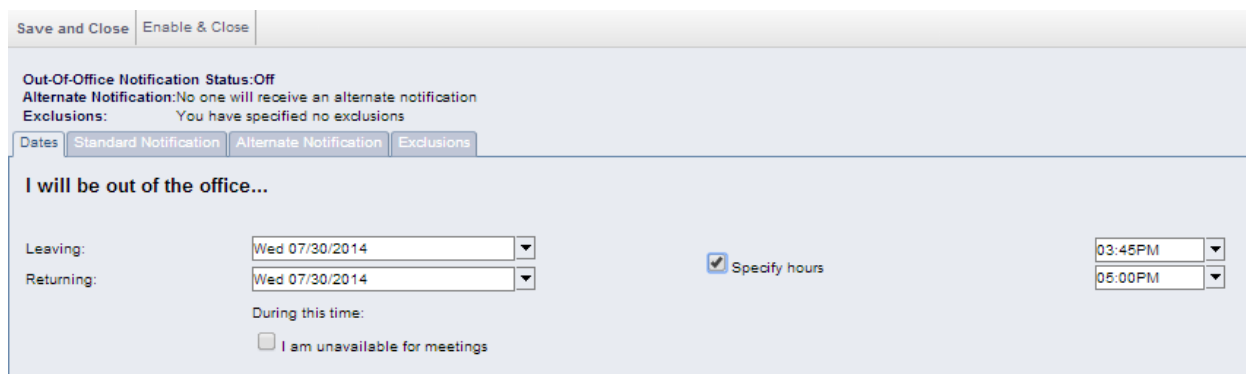 Save and Close Enable & Close
Out-Of-Office Notification Status:Off
Alternate Notification:No one will receive an alternate notification
Exclusions: You have specified no exclusions
Dates Standard Notification Alternate Notification Exclusions
I will be out of the office...
Leaving: Wed 07/30/2014 Specify hours 03:45PM
Returning: Wed 07/30/2014 05:00PM
During this time:
I am unavailable for meetings